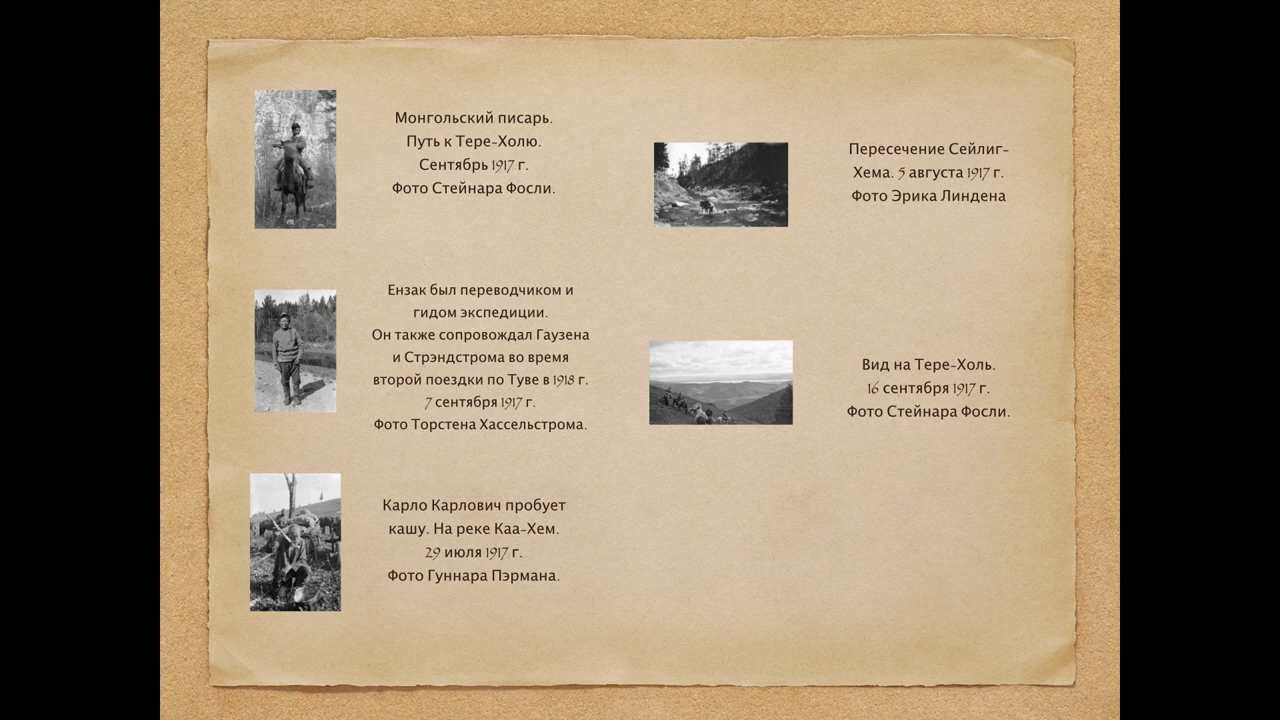 Монгольский писарь.
Путь к Тере-Холю.
Сентябрь 1917 г.
Фото Стейнара Фосли.
Ензак был переводчиком и
гидом экспедиции.
Он также сопровождал Гаузена
и Стрэндстрома во время
второй поездки по Туве в 1918 г.
7 сентября 1917 г.
Фото Торстена Хассельстрома.
Карло Карлович пробует
кашу. На реке Каа-Хем.
29 июля 1917 г.
Фото Гуннара Пэрмана.
Пересечение Сейлиг-
Хема. 5 августа 1917 г.
Фото Эрика Линдена
Вид на Тере-Холь.
16 сентября 1917 г.
Фото Стейнара Фосли.